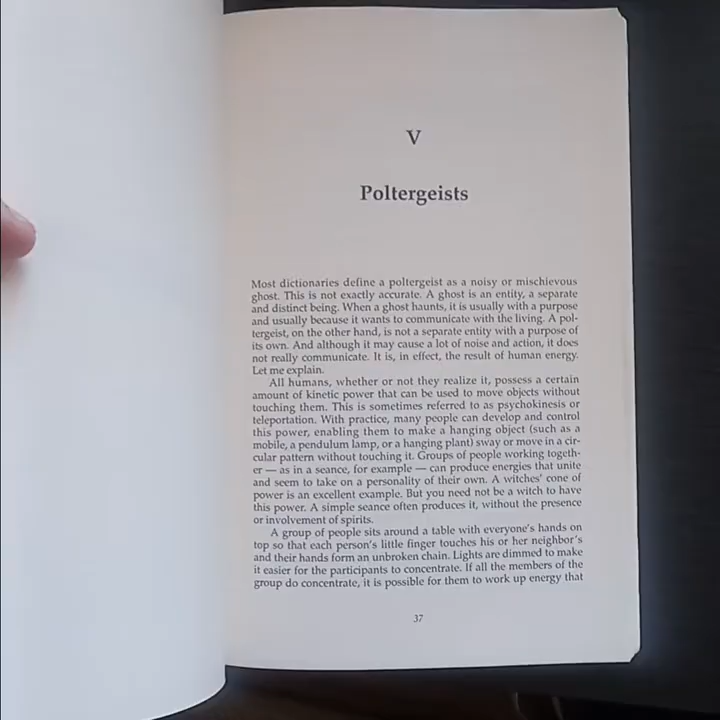 V
Poltergeists
Most dictionaries define a poltergeist as a noisy or mischievous
ghost. This is not exactly accurate. A ghost is an entity, a separate
and distinct being. When a ghost haunts, it is usually with a purpose
and usually because it wants to communicate with the living. A pol-
tergeist, on the other hand, is not a separate entity with a purpose of
its own. And although it may cause a lot of noise and action, it does
not really communicate. It is, in effect, the result of human energy.
Let me explain.
All humans, whether or not they realize it, possess a certain
amount of kinetic power that can be used to move objects without
touching them. This is sometimes referred to as psychokinesis or
teleportation. With practice, many people can develop and control
this power, enabling them to make a hanging object (such as a
mobile, a pendulum lamp, or a hanging plant) sway or move in a cir-
cular pattern without touching it. Groups of people working togeth-
er — as in a seance, for example — can produce energies that unite
and seem to take on a personality of their own. A witches' cone of
power is an excellent example. But you need not be a witch to have
this power. A simple seance often produces it, without the presence
or involvement of spirits.
A group of people sits around a table with everyone's hands on
top so that each person's little finger touches his or her neighbor's
and their hands form an unbroken chain. Lights are dimmed to make
it easier for the participants to concentrate. If all the members of the
group do concentrate, it is possible for them to work up energy that
37